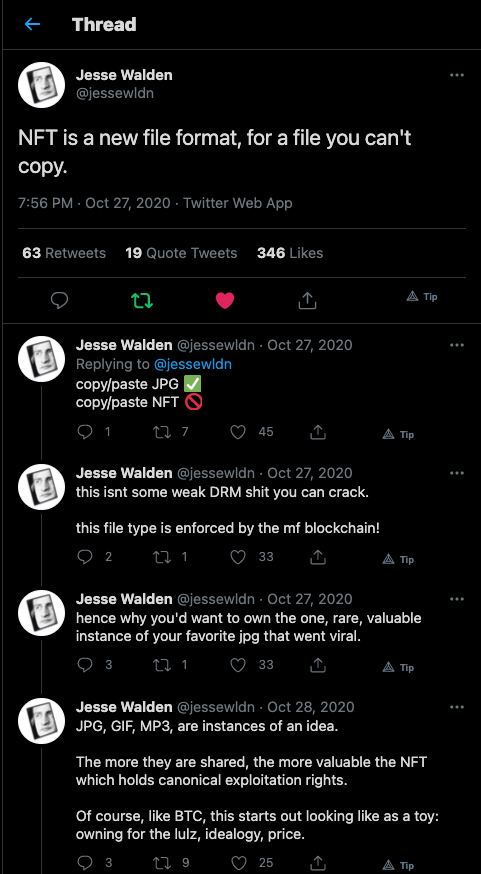 Thread
Jesse Walden
@jessewldn
NFT is a new file format, for a file you can't
copy.
7:56 PM · Oct 27, 2020 · Twitter Web App
63 Retweets 19 Quote Tweets 346 Likes
Tip
Jesse Walden @jessewldn · Oct 27, 2020
Replying to @jessewldn
copy/paste JPG ✅
copy/paste NFT 🚫
1 7 45 Tip
Jesse Walden @jessewldn · Oct 27, 2020
this isnt some weak DRM shit you can crack.
this file type is enforced by the mf blockchain!
2 1 33 Tip
Jesse Walden @jessewldn · Oct 27, 2020
hence why you'd want to own the one, rare, valuable
instance of your favorite jpg that went viral.
3 1 33 Tip
Jesse Walden @jessewldn · Oct 28, 2020
JPG, GIF, MP3, are instances of an idea.
The more they are shared, the more valuable the NFT
which holds canonical exploitation rights.
Of course, like BTC, this starts out looking like as a toy:
owning for the lulz, idealogy, price.
3 9 25 Tip